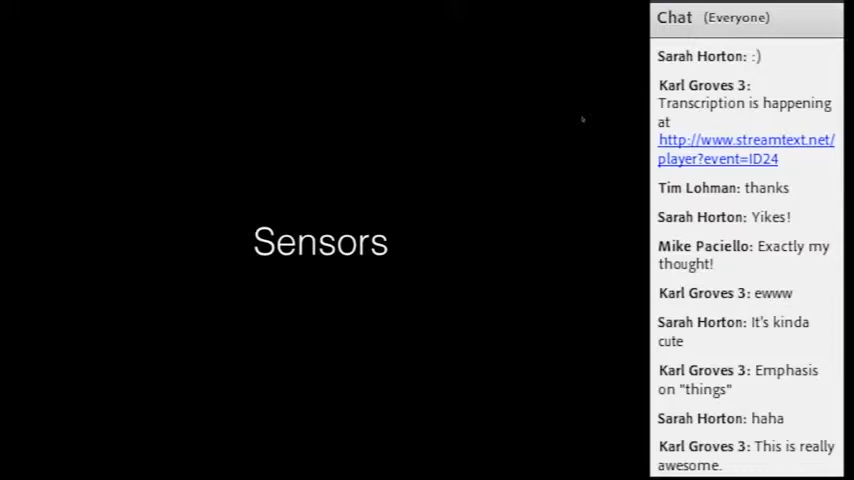 Sensors
Chat (Everyone)
Sarah Horton: :)
Karl Groves 3:
Transcription is happening
at
http://www.streamtext.net/
player?event=ID24
Tim Lohman: thanks
Sarah Horton: Yikes!
Mike Paciello: Exactly my
thought!
Karl Groves 3: ewww
Sarah Horton: It's kinda
cute
Karl Groves 3: Emphasis
on "things"
Sarah Horton: haha
Karl Groves 3: This is really
awesome.